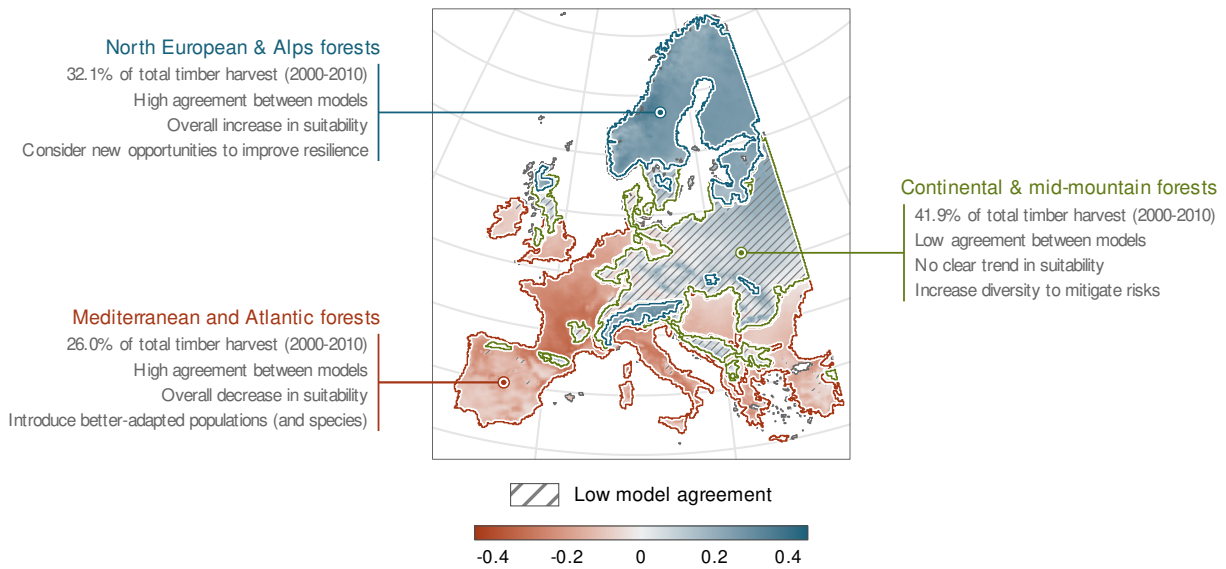 North European & Alps forests
32.1% of total timber harvest (2000-2010)
High agreement between models
Overall increase in suitability
Consider new opportunities to improve resilience
Continental & mid-mountain forests
41.9% of total timber harvest (2000-2010)
Low agreement between models
No clear trend in suitability
Increase diversity to mitigate risks
Mediterranean and Atlantic forests
26.0% of total timber harvest (2000-2010)
High agreement between models
Overall decrease in suitability
Introduce better-adapted populations (and species)
Low model agreement
-0.4 -0.2 0 0.2 0.4